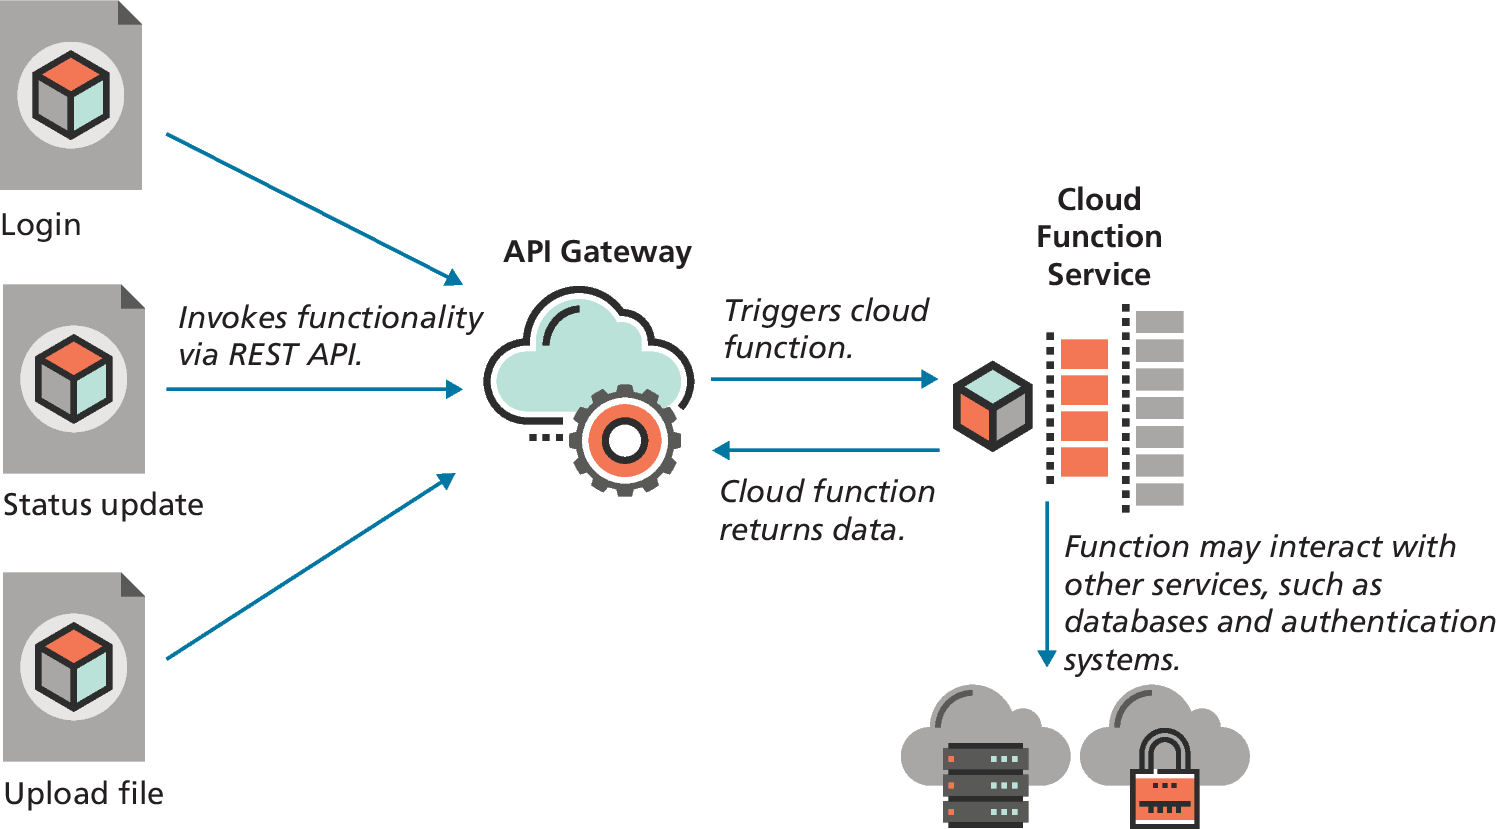 Login
Status update
Upload file
Invokes functionality
via REST API.
API Gateway
Triggers cloud
function.
Cloud function
returns data.
Cloud
Function
Service
Function may interact with
other services, such as
databases and authentication
systems.